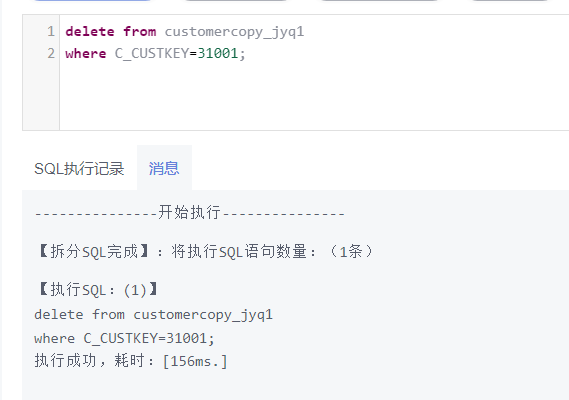 1 delete from customercopy_jyq1
2 where C_CUSTKEY=31001;
SQL执行记录 消息
---------------开始执行---------------
【拆分SQL完成】：将执行SQL语句数量：（1条）
【执行SQL：(1)】
delete from customercopy_jyq1
where C_CUSTKEY=31001;
执行成功，耗时：[156ms.]